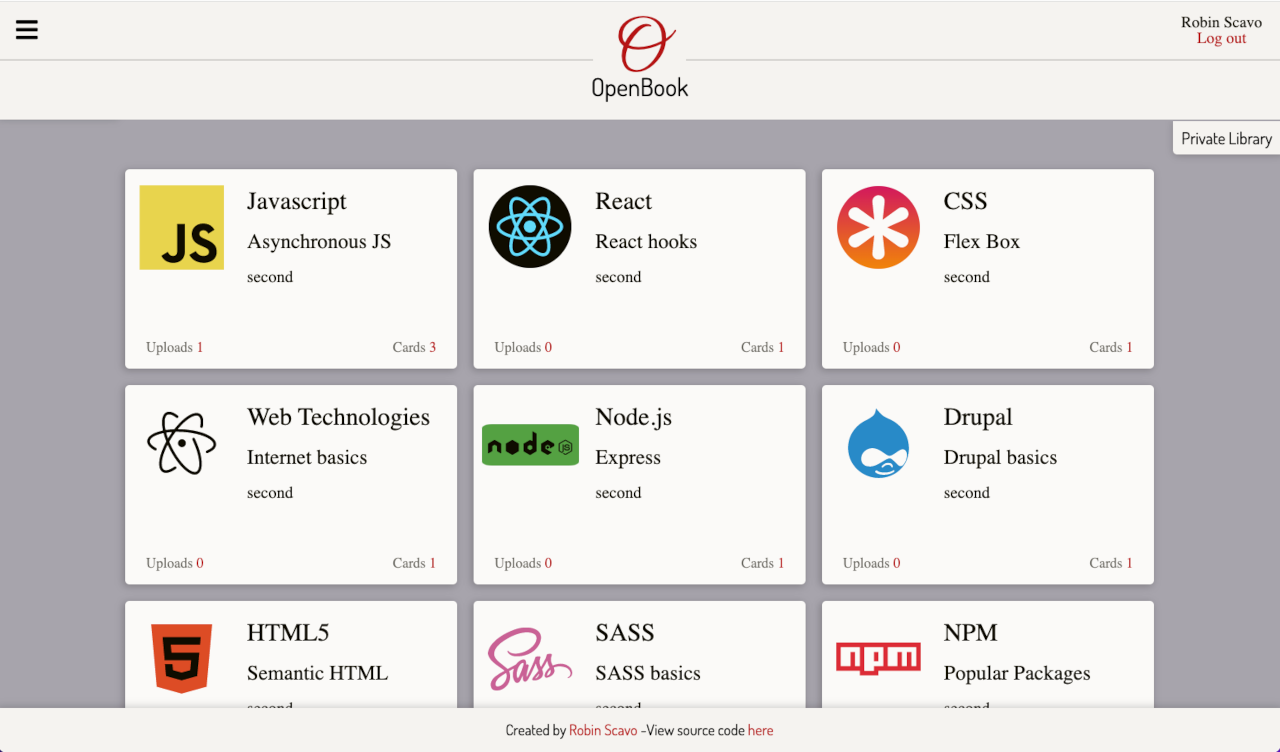 Robin Scavo
Log out
O
OpenBook
Private Library
JS
Javascript
Asynchronous JS
second
Uploads 1
Cards 3
React
React hooks
second
Uploads 0
Cards 1
CSS
Flex Box
second
Uploads 0
Cards 1
Web Technologies
Internet basics
second
Uploads 0
Cards 1
node JS
Node.js
Express
second
Uploads 0
Cards 1
Drupal
Drupal basics
second
Uploads 0
Cards 1
5
HTML5
Semantic HTML
second
Sass
SASS
SASS basics
second
npm
NPM
Popular Packages
second
Created by Robin Scavo -View source code here